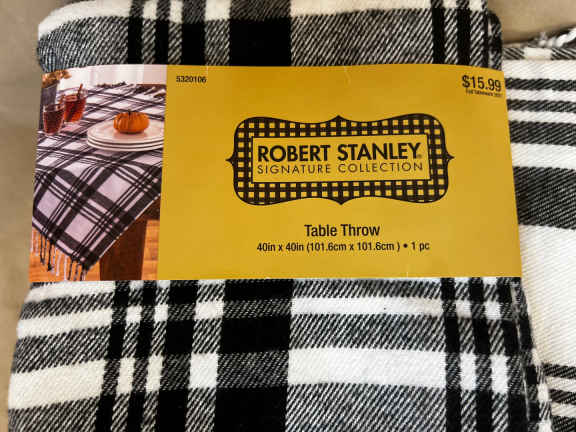 5320106
$15.99
ROBERT STANLEY®
SIGNATURE COLLECTION
Table Throw
40in x 40in (101.6cm x 101.6cm ) • 1 pc